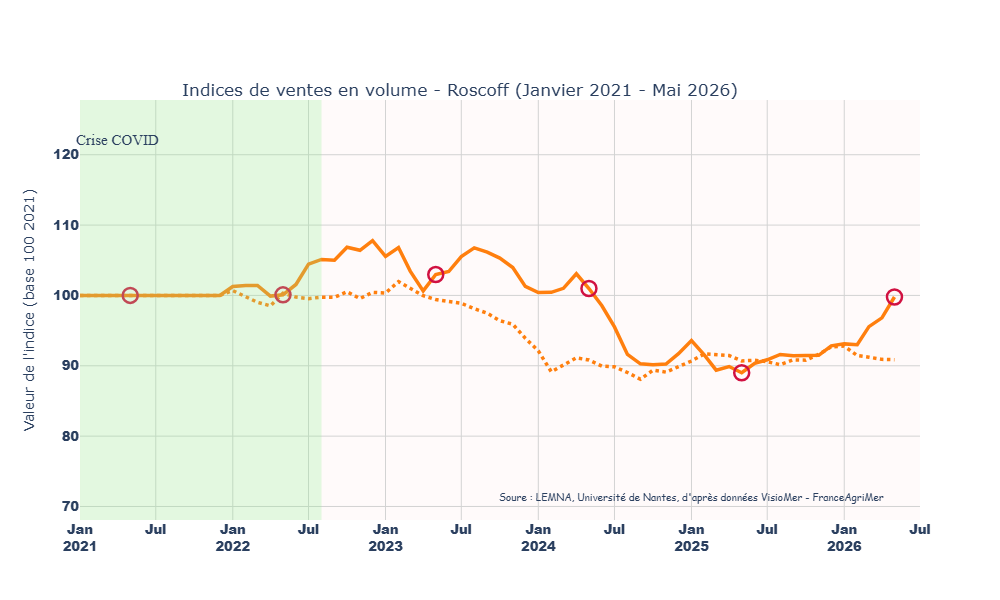 Indices de ventes en volume - Roscoff (Janvier 2021 - Mai 2026)
Crise COVID
Valeur de l'indice (base 100 2021)
120
110
100
90
80
70
Soure : LEMNA, Université de Nantes, d'après données VisioMer - FranceAgriMer
Jan Jul Jan Jul Jan Jul Jan Jul Jan Jul Jan Jul
2021 2022 2023 2024 2025 2026